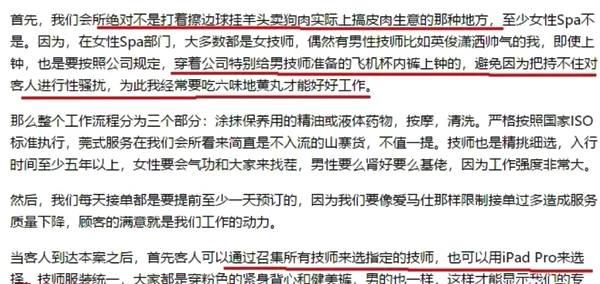 首先，我们会所绝对不是打着擦边球挂羊头卖狗肉实际上搞皮肉生意的那种地方，至少女性Spa不
是。因为，在女性Spa部门，大多数都是女技师，偶然有男性技师比如英俊潇洒帅气的我，即使上
钟，也是要按照公司规定，穿着公司特别给男技师准备的飞机杯内裤上钟的，避免因为把持不住对
客人进行性骚扰，为此我经常要吃六味地黄丸才能好好工作。
那么整个工作流程分为三个部分：涂抹保养用的精油或液体药物，按摩，清洗。严格按照国家ISO
标准执行，莞式服务在我们会所看来简直是不入流的山寨货，不值一提。技师也是精挑细选，入行
时间至少五年以上，女性要会气功和大家来找茬，男性要么肾好要么基佬，因为工作强度非常大。
然后，我们每天接单都是要提前至少一天预订的，因为我们要像爱马仕那样限制接单过多造成服务
质量下降，顾客的满意就是我们工作的动力。
当客人到达本案之后，首先客人可以通过召集所有技师来选指定的技师，也可以用iPad Pro来选
择。技师服装统一，大家都是穿粉色的紧身背心和健美裤，男的也一样，这样才能显示我们的专